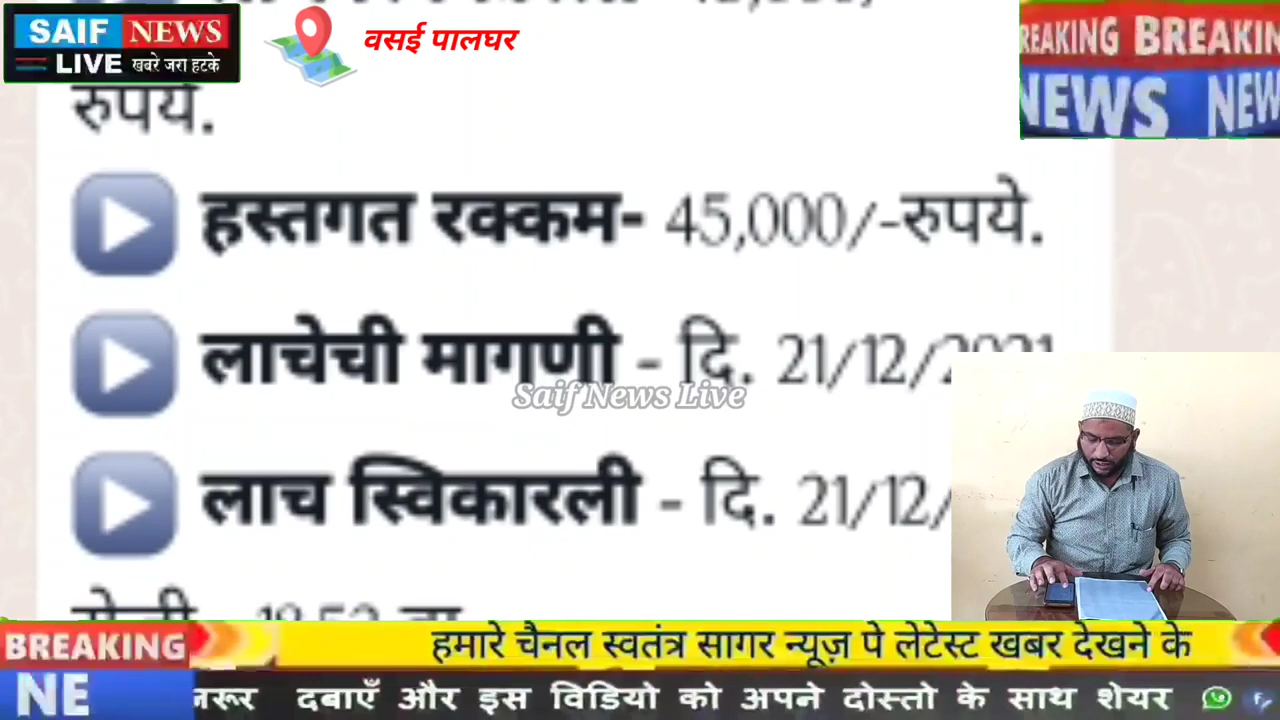 SAIF NEWS
LIVE खबरे जरा हटके
वसई पालघर
BREAKING
NEWS NEW
रुपये.
हस्तगत रक्कम- 45,000/-रुपये.
लाचेची मागणी - दि. 21/12/2021
Saif News Live
लाच स्विकारली - दि. 21/12/
BREAKING
NE
हमारे चैनल स्वतंत्र सागर न्यूज़ पे लेटेस्ट खबर देखने के
दबाएँ और इस विडियो को अपने दोस्तो के साथ शेयर